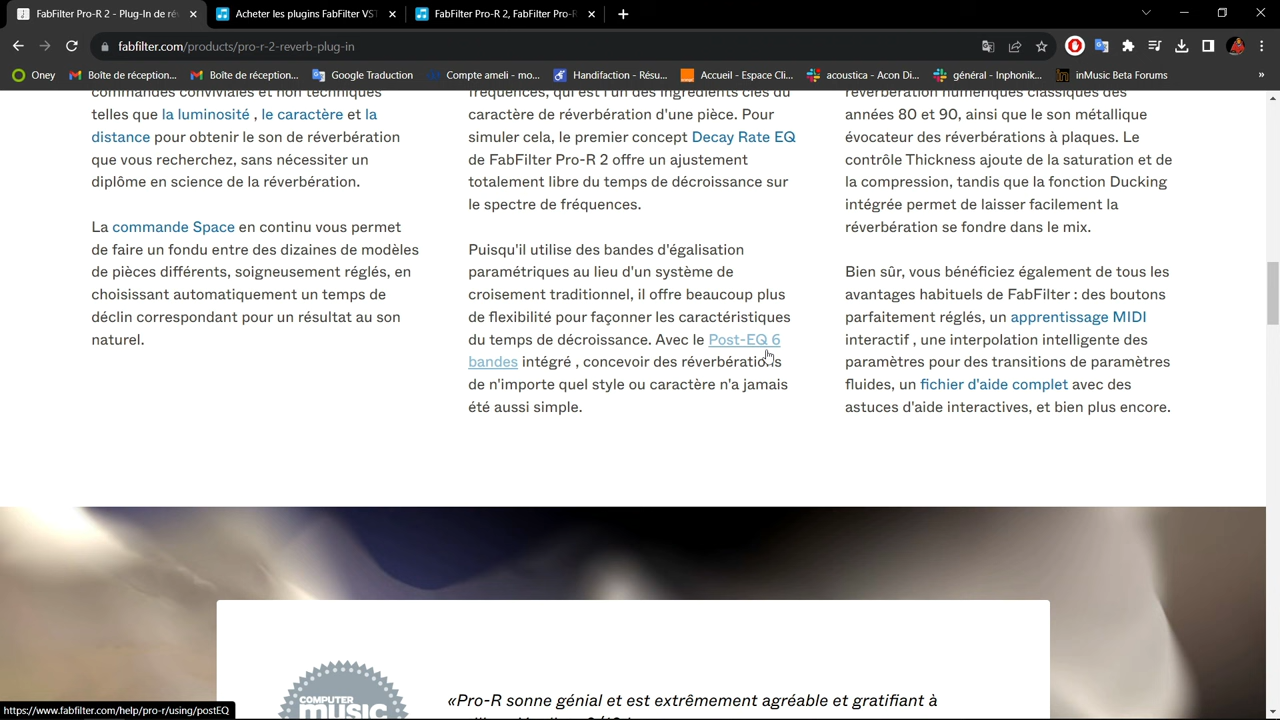 FabFilter Pro-R 2 - Plug-In de ré
Acheter les plugins FabFilter VST
FabFilter Pro-R 2, FabFilter Pro-R
fabfilter.com/products/pro-r-2-reverb-plug-in
Oney
Boîte de réception...
Boîte de réception...
Google Traduction
Compte ameli - mo...
Handifaction - Résu...
Accueil - Espace Cli...
acoustica - Acon Di...
général - Inphonik...
inMusic Beta Forums
»
commandes conviviales et non techniques
telles que la luminosité , le caractère et la
distance pour obtenir le son de réverbération
que vous recherchez, sans nécessiter un
diplôme en science de la réverbération.
La commande Space en continu vous permet
de faire un fondu entre des dizaines de modèles
de pièces différents, soigneusement réglés, en
choisissant automatiquement un temps de
déclin correspondant pour un résultat au son
naturel.
fréquences, qui est l'un des ingrédients clés du
caractère de réverbération d'une pièce. Pour
simuler cela, le premier concept Decay Rate EQ
de FabFilter Pro-R 2 offre un ajustement
totalement libre du temps de décroissance sur
le spectre de fréquences.
Puisqu'il utilise des bandes d'égalisation
paramétriques au lieu d'un système de
croisement traditionnel, il offre beaucoup plus
de flexibilité pour façonner les caractéristiques
du temps de décroissance. Avec le Post-EQ 6
bandes intégré , concevoir des réverbérations
de n'importe quel style ou caractère n'a jamais
été aussi simple.
réverbération numériques classiques des
années 80 et 90, ainsi que le son métallique
évocateur des réverbérations à plaques. Le
contrôle Thickness ajoute de la saturation et de
la compression, tandis que la fonction Ducking
intégrée permet de laisser facilement la
réverbération se fondre dans le mix.
Bien sûr, vous bénéficiez également de tous les
avantages habituels de FabFilter : des boutons
parfaitement réglés, un apprentissage MIDI
interactif , une interpolation intelligente des
paramètres pour des transitions de paramètres
fluides, un fichier d'aide complet avec des
astuces d'aide interactives, et bien plus encore.
COMPUTER
music
«Pro-R sonne génial et est extrêmement agréable et gratifiant à
https://www.fabfilter.com/help/pro-r/using/postEQ